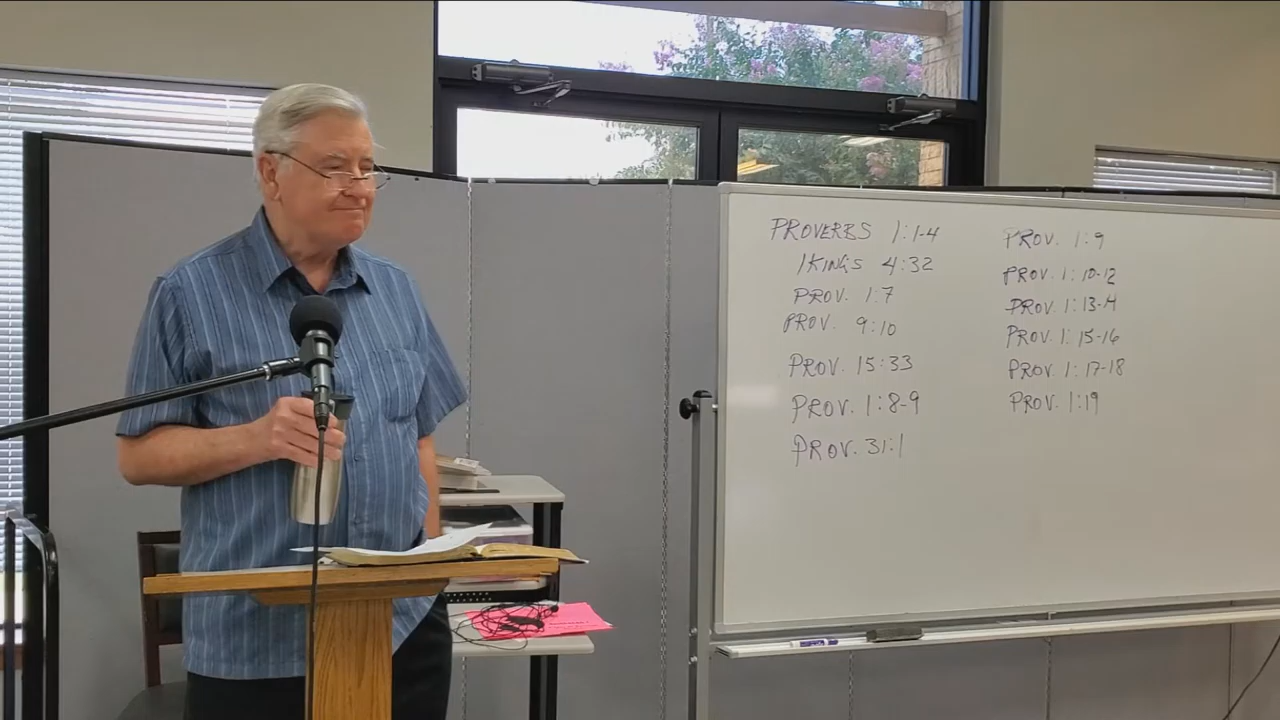 PROVERBS 1:1-4
1KINGS 4:32
PROV. 1:7
PROV. 9:10
PROV. 15:33
PROV. 1:8-9
PROV. 31:1
PROV. 1:9
PROV. 1:10-12
PROV. 1:13-14
PROV. 1:15-16
PROV. 1:17-18
PROV. 1:19